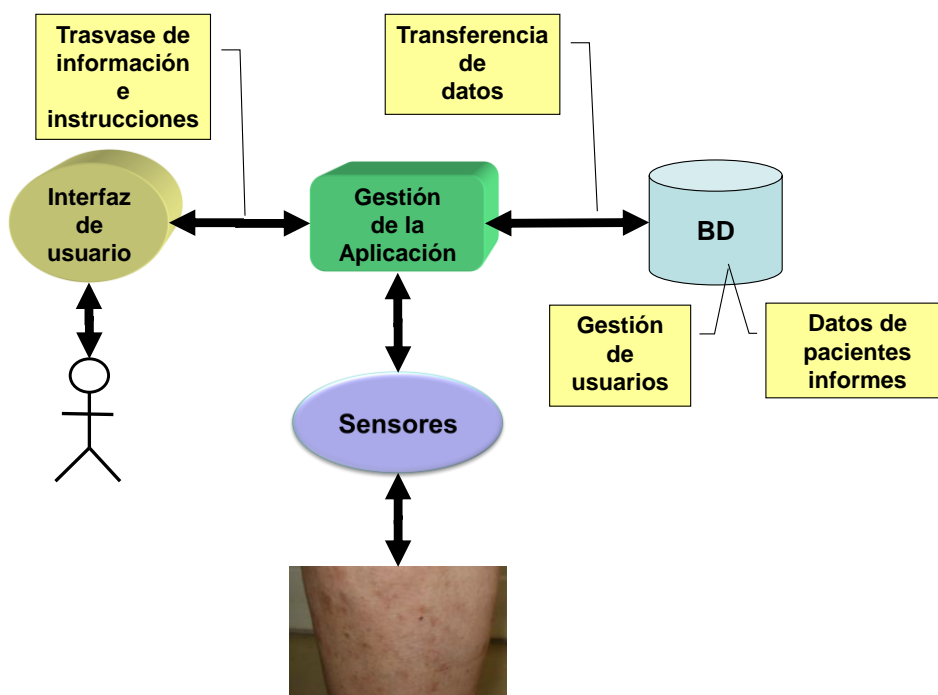 Trasvase de
información
e
instrucciones
Transferencia
de
datos
Interfaz
de
usuario
Gestión
de la
Aplicación
BD
Gestión
de
usuarios
Datos de
pacientes
informes
Sensores